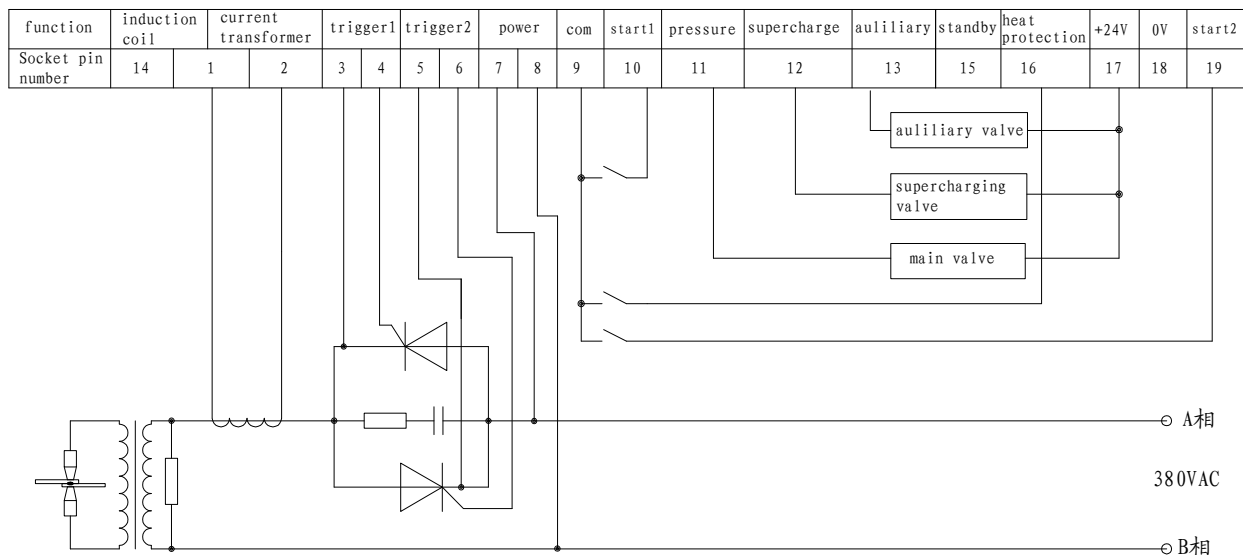 function induction coil current transformer trigger1 trigger2 power com start1 pressure supercharge auliliary standby heat protection +24V 0V start2
Socket pin number 14 1 2 3 4 5 6 7 8 9 10 11 12 13 15 16 17 18 19
auliliary valve
supercharging
valve
main valve
A相
380VAC
B相